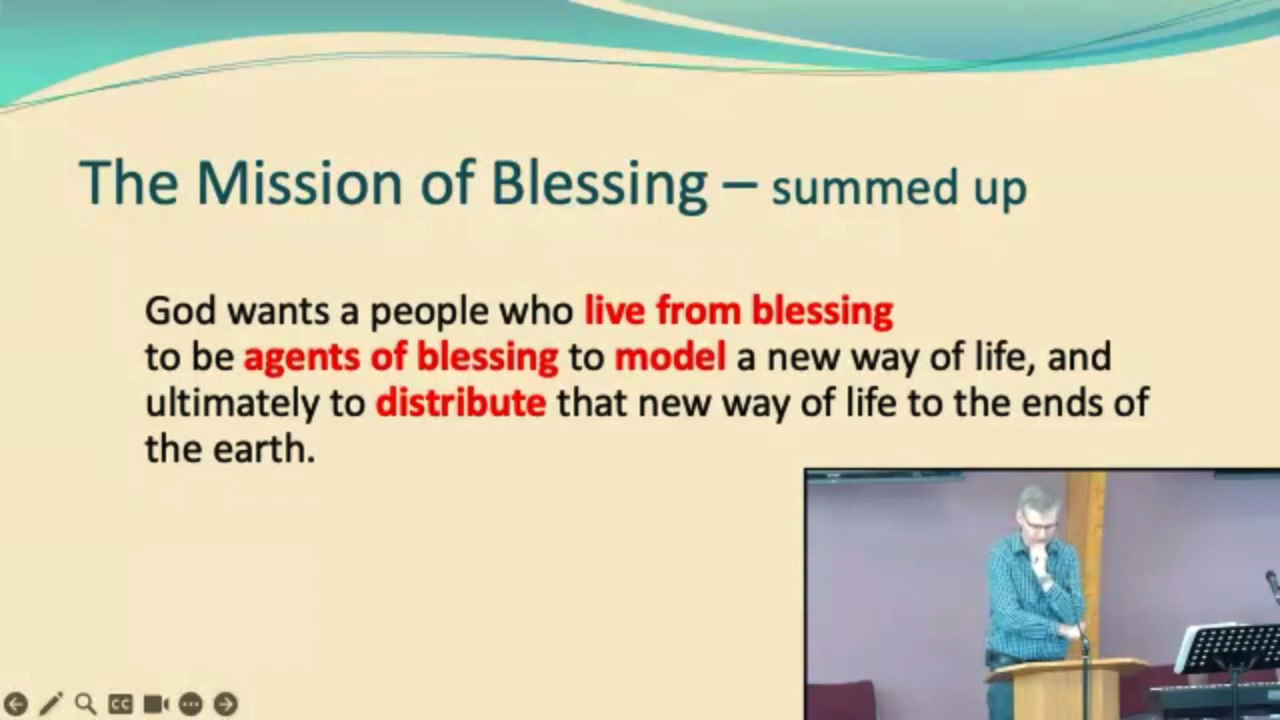 The Mission of Blessing – summed up
God wants a people who live from blessing
to be agents of blessing to model a new way of life, and
ultimately to distribute that new way of life to the ends of
the earth.
CC